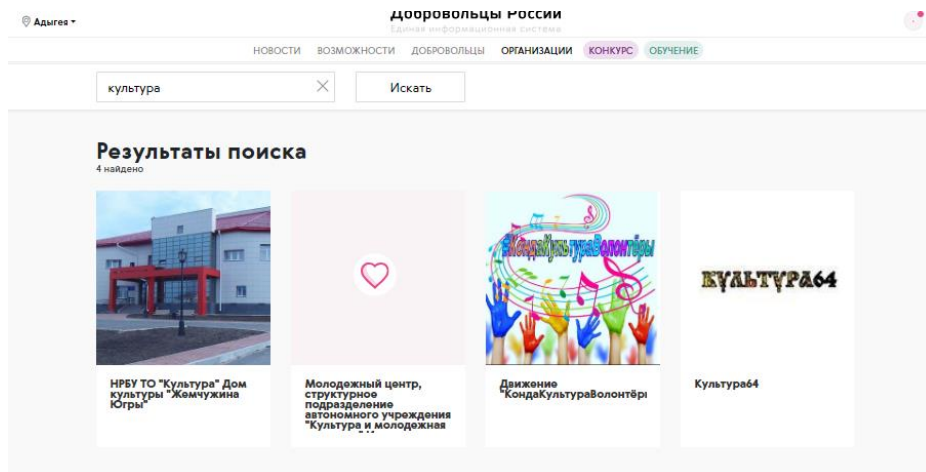 Адыгея
Добровольцы России
Единая информационная система
НОВОСТИ ВОЗМОЖНОСТИ ДОБРОВОЛЬЦЫ ОРГАНИЗАЦИИ КОНКУРС ОБУЧЕНИЕ
культура
Искать
Результаты поиска
4 найдено
#КондаКультураВолонтёры
КУЛЬТУРА64
НРБУ ТО "Культура" Дом
культуры "Жемчужина
Югры"
Молодежный центр,
структурное
подразделение
автономного учреждения
"Культура и молодежная
Движение
"КондаКультураВолонтёры
Культура64